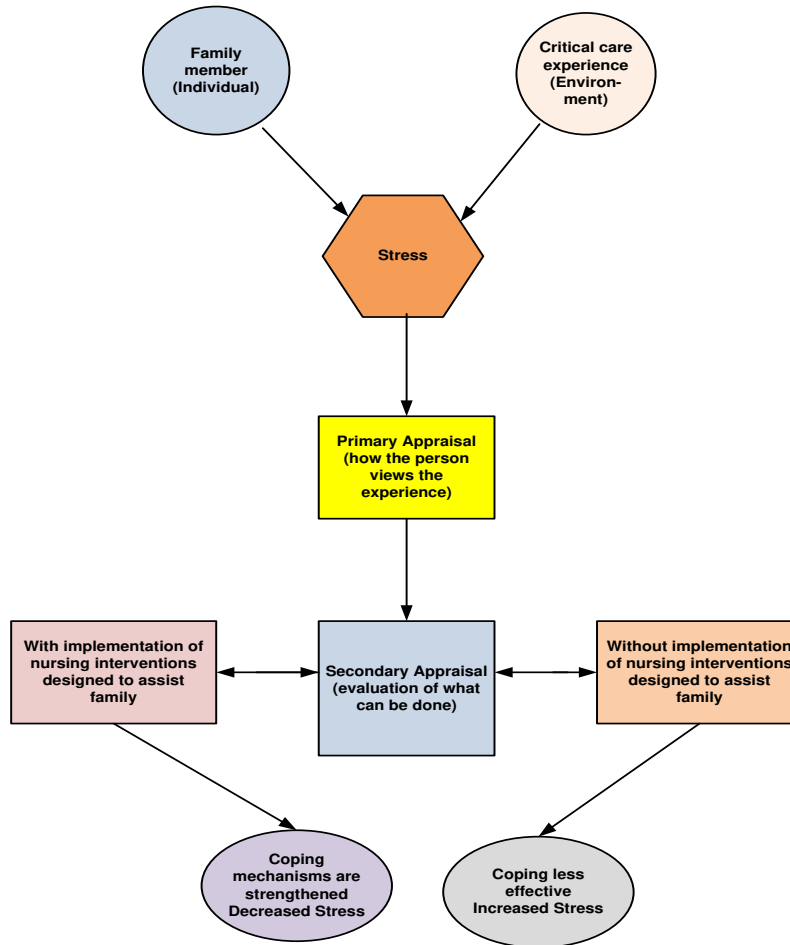 Family
member
(Individual)
Critical care
experience
(Environ-
ment)
Stress
Primary Appraisal
(how the person
views the
experience)
With implementation of
nursing interventions
designed to assist
family
Secondary Appraisal
(evaluation of what
can be done)
Without implementation
of nursing interventions
designed to assist
family
Coping
mechanisms are
strengthened
Decreased Stress
Coping less
effective
Increased Stress